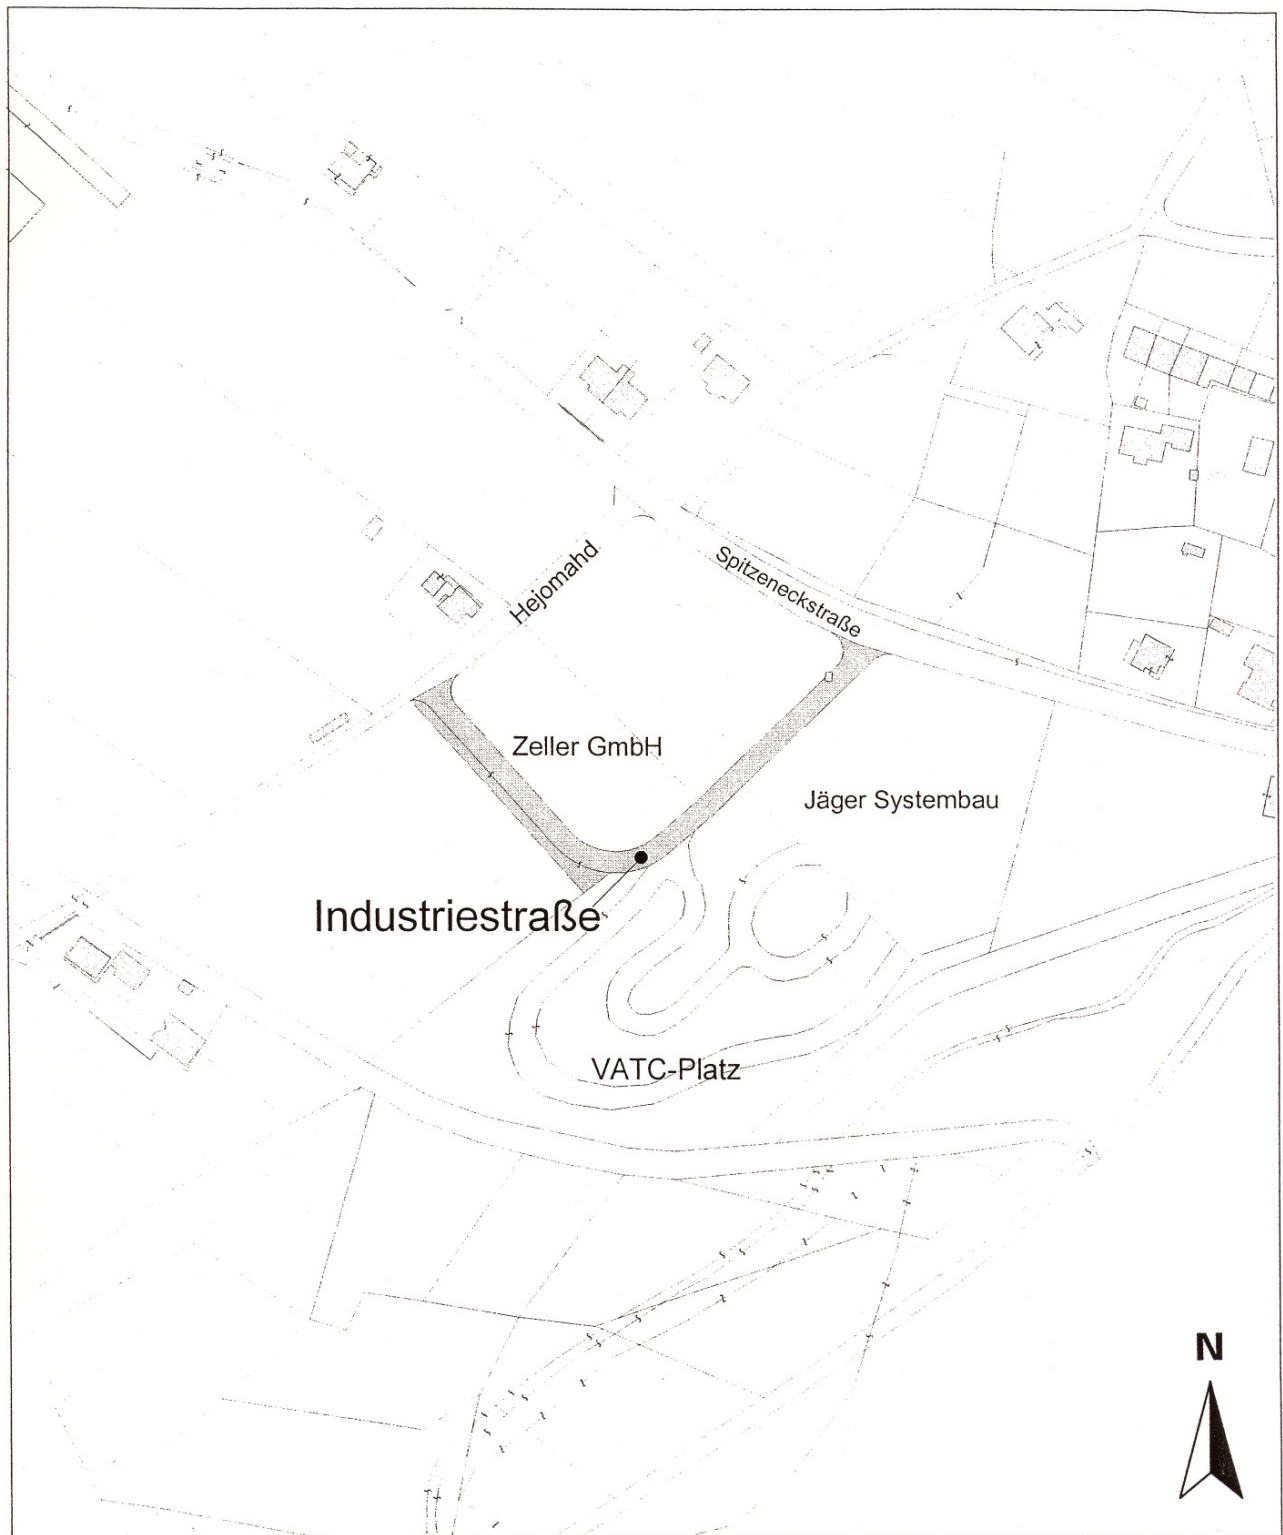 Hejomahd
Spitzeneckstraße
Zeller GmbH
Jäger Systembau
Industriestraße
VATC-Platz
N